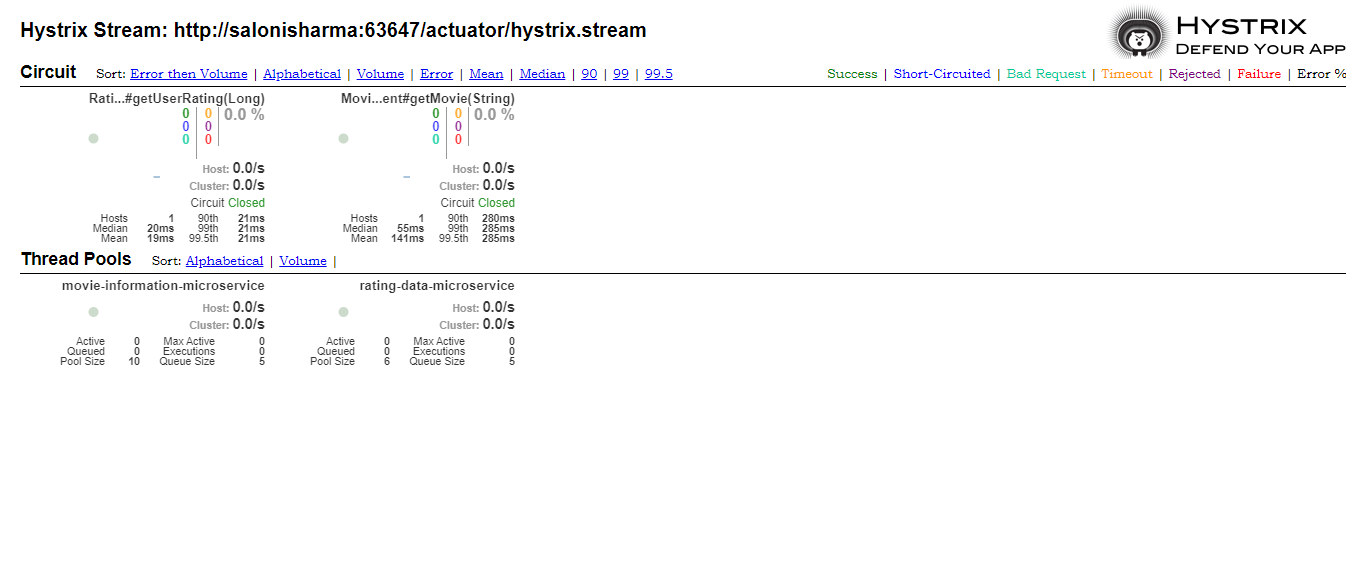 Hystrix Stream: http://salonisharma:63647/actuator/hystrix.stream
HYSTRIX
DEFEND YOUR APP
Circuit Sort: Error then Volume | Alphabetical | Volume | Error | Mean | Median | 90 | 99 | 99.5
Success | Short-Circuited | Bad Request | Timeout | Rejected | Failure | Error %
Rati...#getUserRating(Long)
0 0 0.0 %
0 0
0 0
Host: 0.0/s
Cluster: 0.0/s
Circuit Closed
Hosts 1 90th 21ms
Median 20ms 99th 21ms
Mean 19ms 99.5th 21ms
Movi...ent#getMovie(String)
0 0 0.0 %
0 0
0 0
Host: 0.0/s
Cluster: 0.0/s
Circuit Closed
Hosts 1 90th 280ms
Median 55ms 99th 285ms
Mean 141ms 99.5th 285ms
Thread Pools Sort: Alphabetical | Volume |
movie-information-microservice
Host: 0.0/s
Cluster: 0.0/s
Active 0 Max Active 0
Queued 0 Executions 0
Pool Size 10 Queue Size 5
rating-data-microservice
Host: 0.0/s
Cluster: 0.0/s
Active 0 Max Active 0
Queued 0 Executions 0
Pool Size 6 Queue Size 5